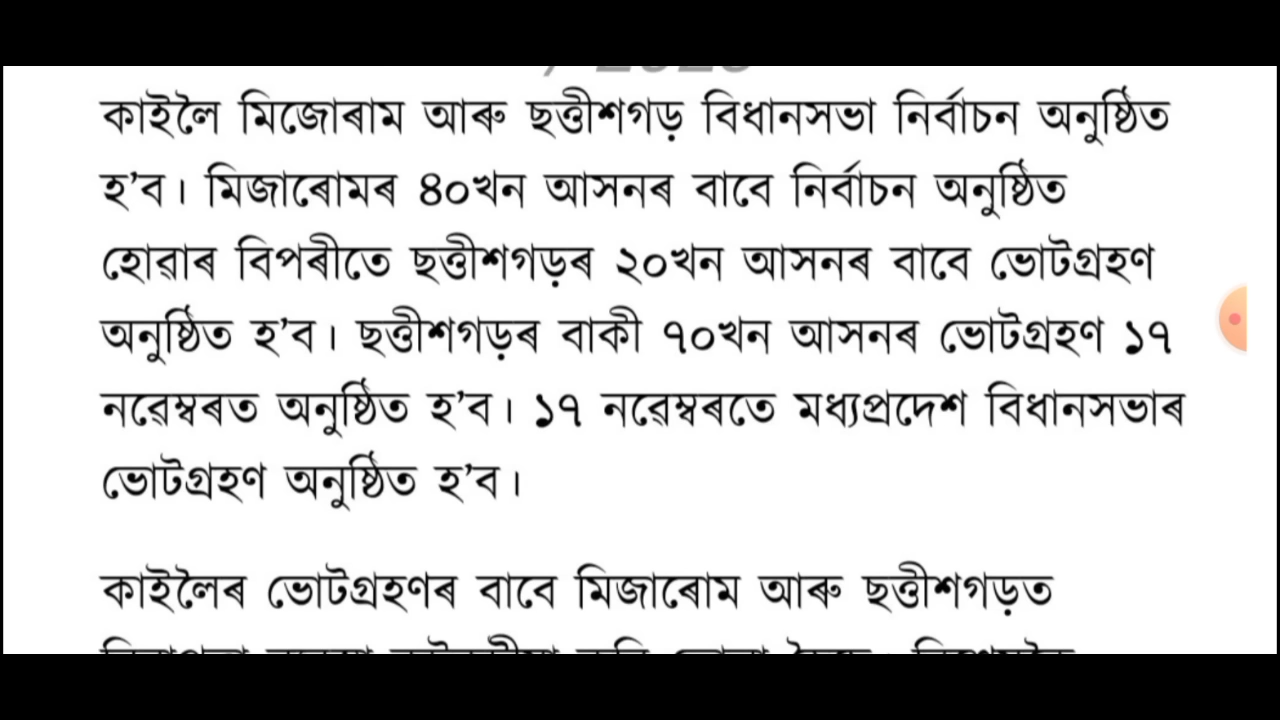 কাইলৈ মিজোৰাম আৰু ছত্তীশগড় বিধানসভা নিৰ্বাচন অনুষ্ঠিত
হ’ব। মিজাৰোমৰ ৪০খন আসনৰ বাবে নিৰ্বাচন অনুষ্ঠিত
হোৱাৰ বিপৰীতে ছত্তীশগড়ৰ ২০খন আসনৰ বাবে ভোটগ্ৰহণ
অনুষ্ঠিত হ’ব। ছত্তীশগড়ৰ বাকী ৭০খন আসনৰ ভোটগ্ৰহণ ১৭
নৱেম্বৰত অনুষ্ঠিত হ’ব। ১৭ নৱেম্বৰতে মধ্যপ্ৰদেশ বিধানসভাৰ
ভোটগ্ৰহণ অনুষ্ঠিত হ’ব।
কাইলৈৰ ভোটগ্ৰহণৰ বাবে মিজাৰোম আৰু ছত্তীশগড়ত